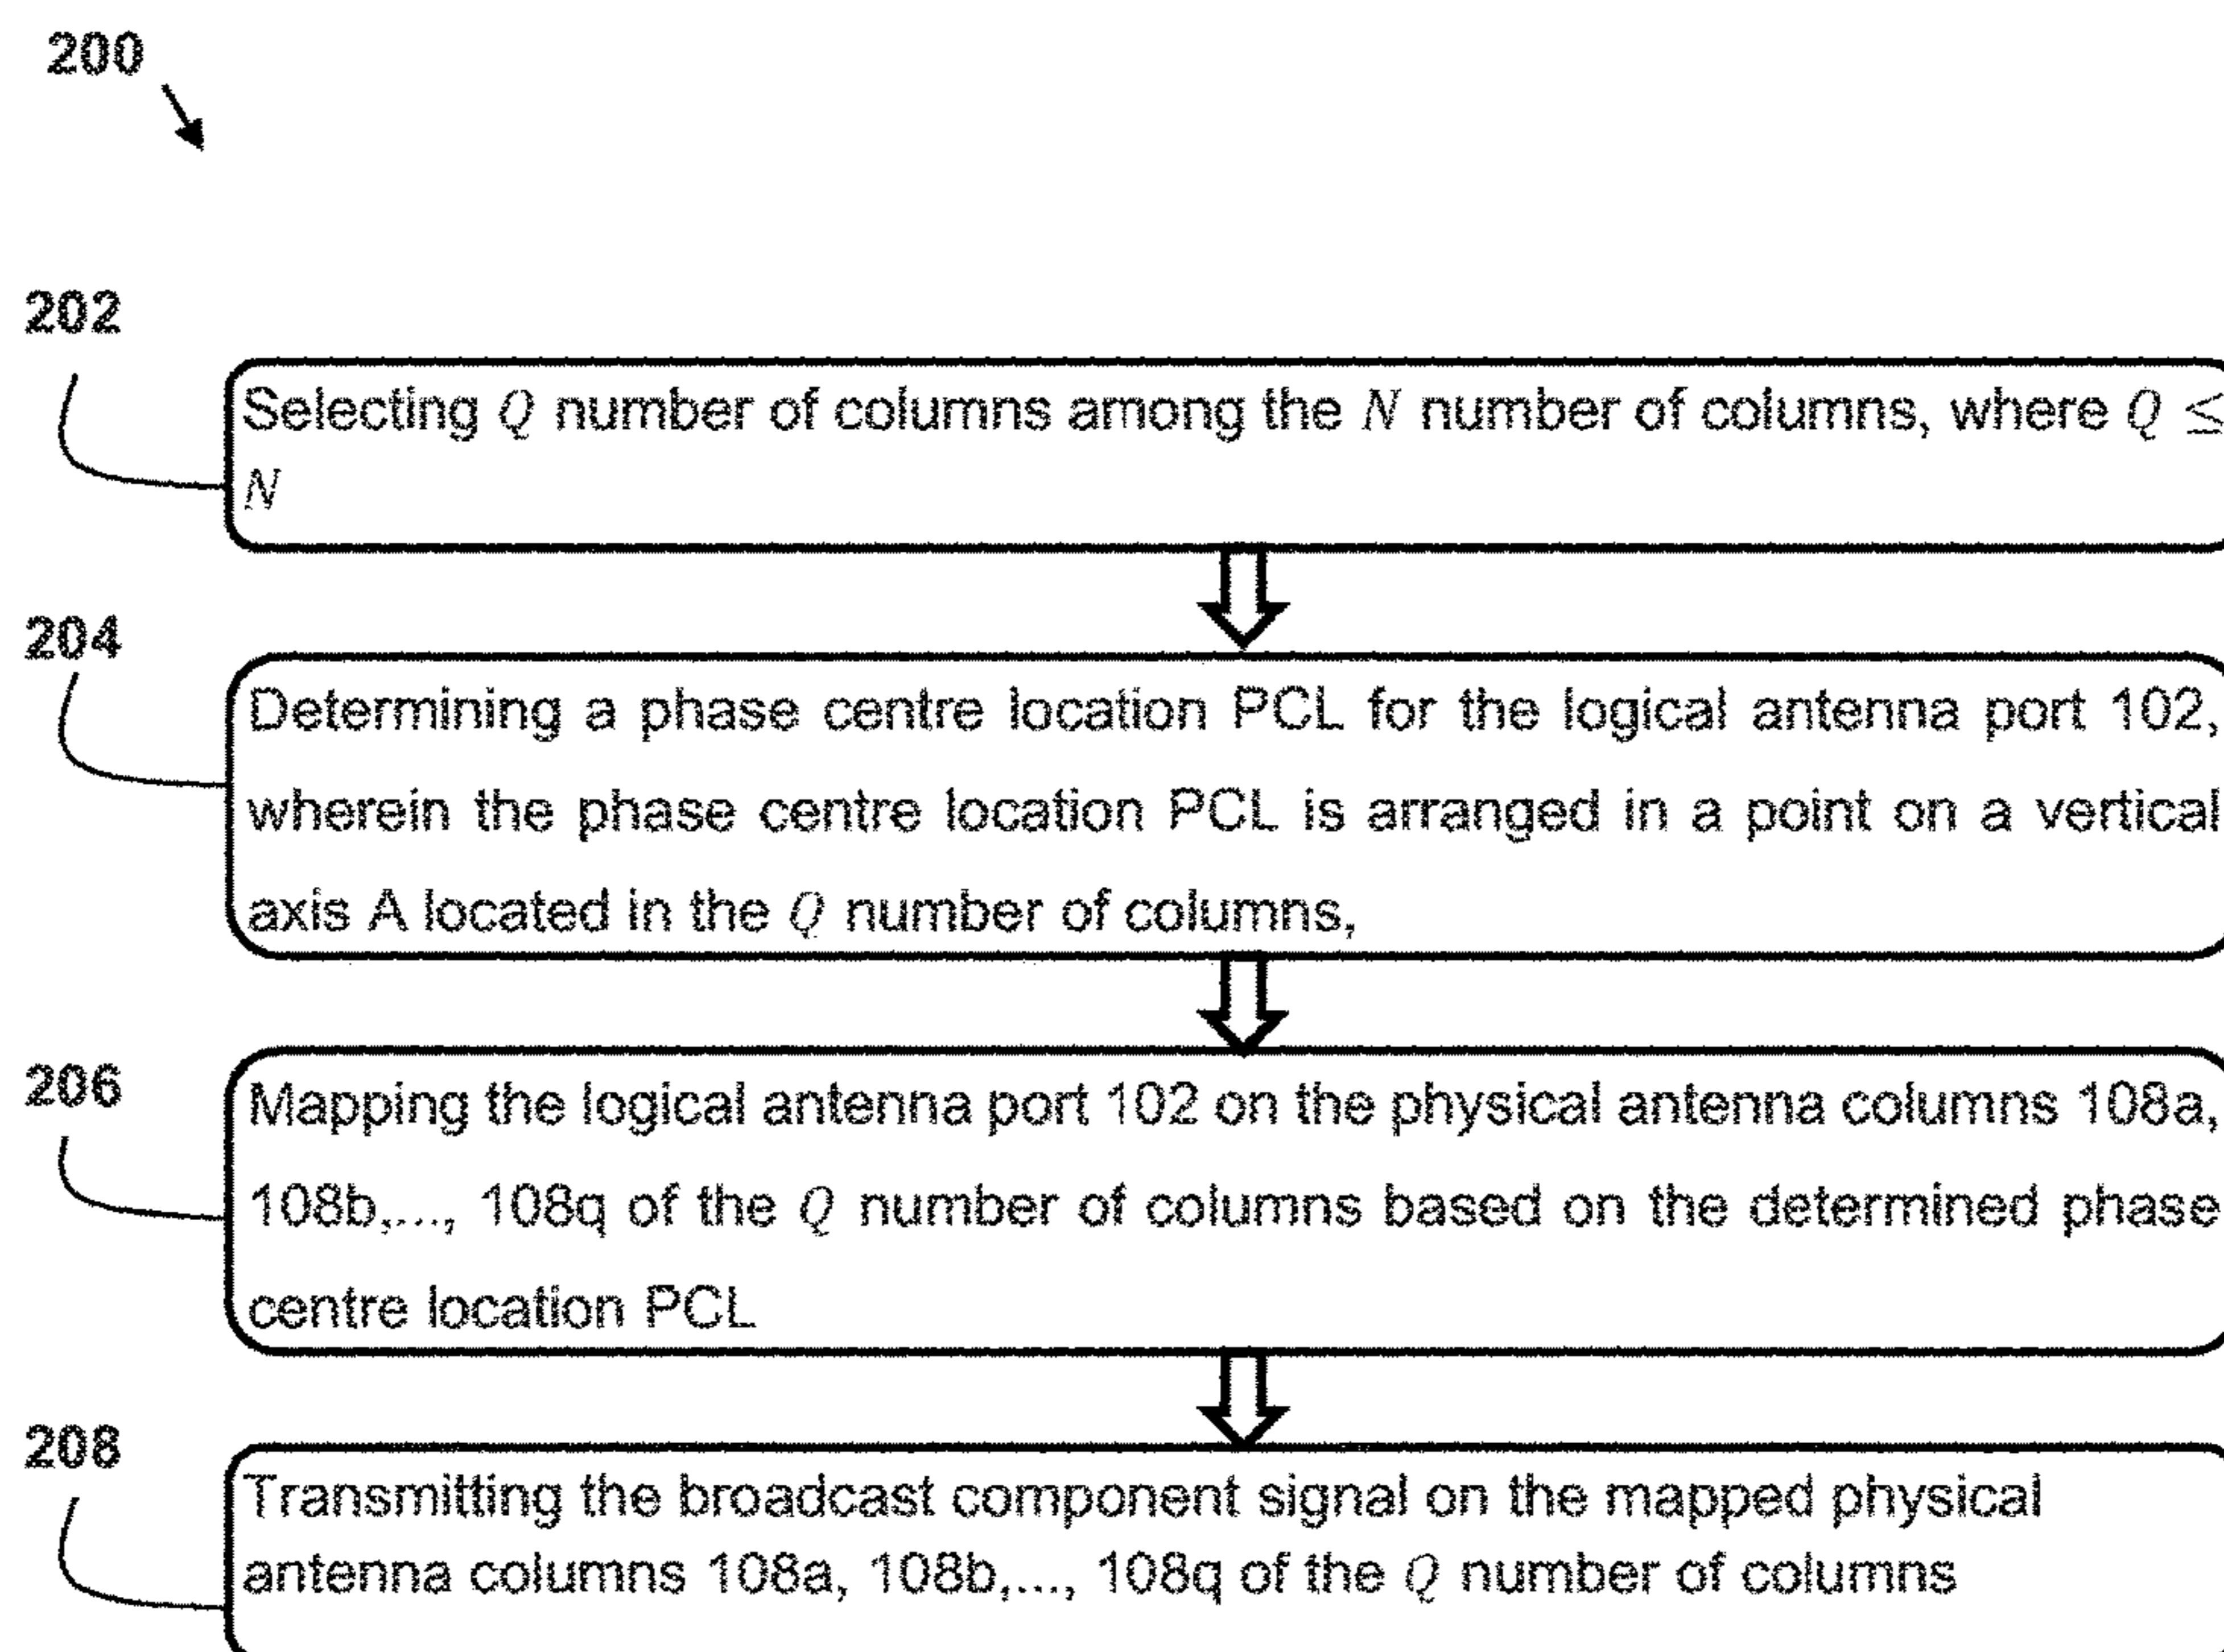 200
202
Selecting Q number of columns among the N number of columns, where Q ≤
N
204
Determining a phase centre location PCL for the logical antenna port 102,
wherein the phase centre location PCL is arranged in a point on a vertical
axis A located in the Q number of columns,
206
Mapping the logical antenna port 102 on the physical antenna columns 108a,
108b,..., 108q of the Q number of columns based on the determined phase
centre location PCL
208
Transmitting the broadcast component signal on the mapped physical
antenna columns 108a, 108b,..., 108q of the Q number of columns